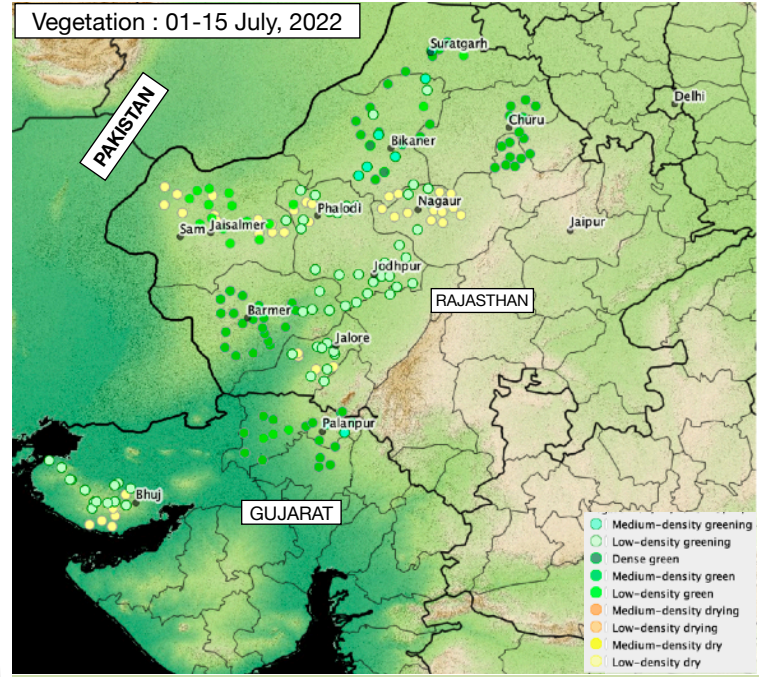 Vegetation : 01-15 July, 2022
Suratgarh
PAKISTAN
Delhi
Churu
Bikaner
Phalodi
Nagaur
Sam
Jaisalmer
Jaipur
Jodhpur
RAJASTHAN
Barmer
Jalore
Palanpur
Bhuj
GUJARAT
Medium-density greening
Low-density greening
Dense green
Medium-density green
Low-density green
Medium-density drying
Low-density drying
Medium-density dry
Low-density dry